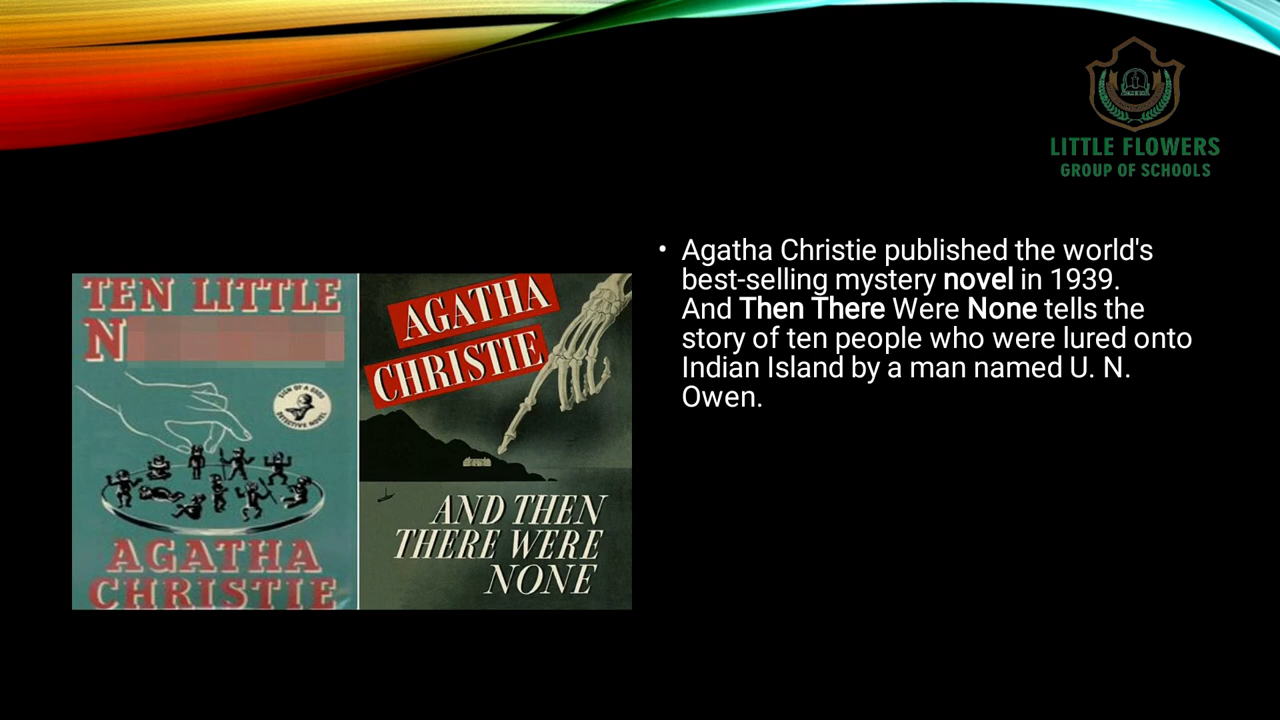 LITTLE FLOWERS
GROUP OF SCHOOLS
TEN LITTLE
N
AGATHA
CHRISTIE
AGATHA
CHRISTIE
AND THEN
THERE WERE
NONE
• Agatha Christie published the world's
best-selling mystery novel in 1939.
And Then There Were None tells the
story of ten people who were lured onto
Indian Island by a man named U. N.
Owen.